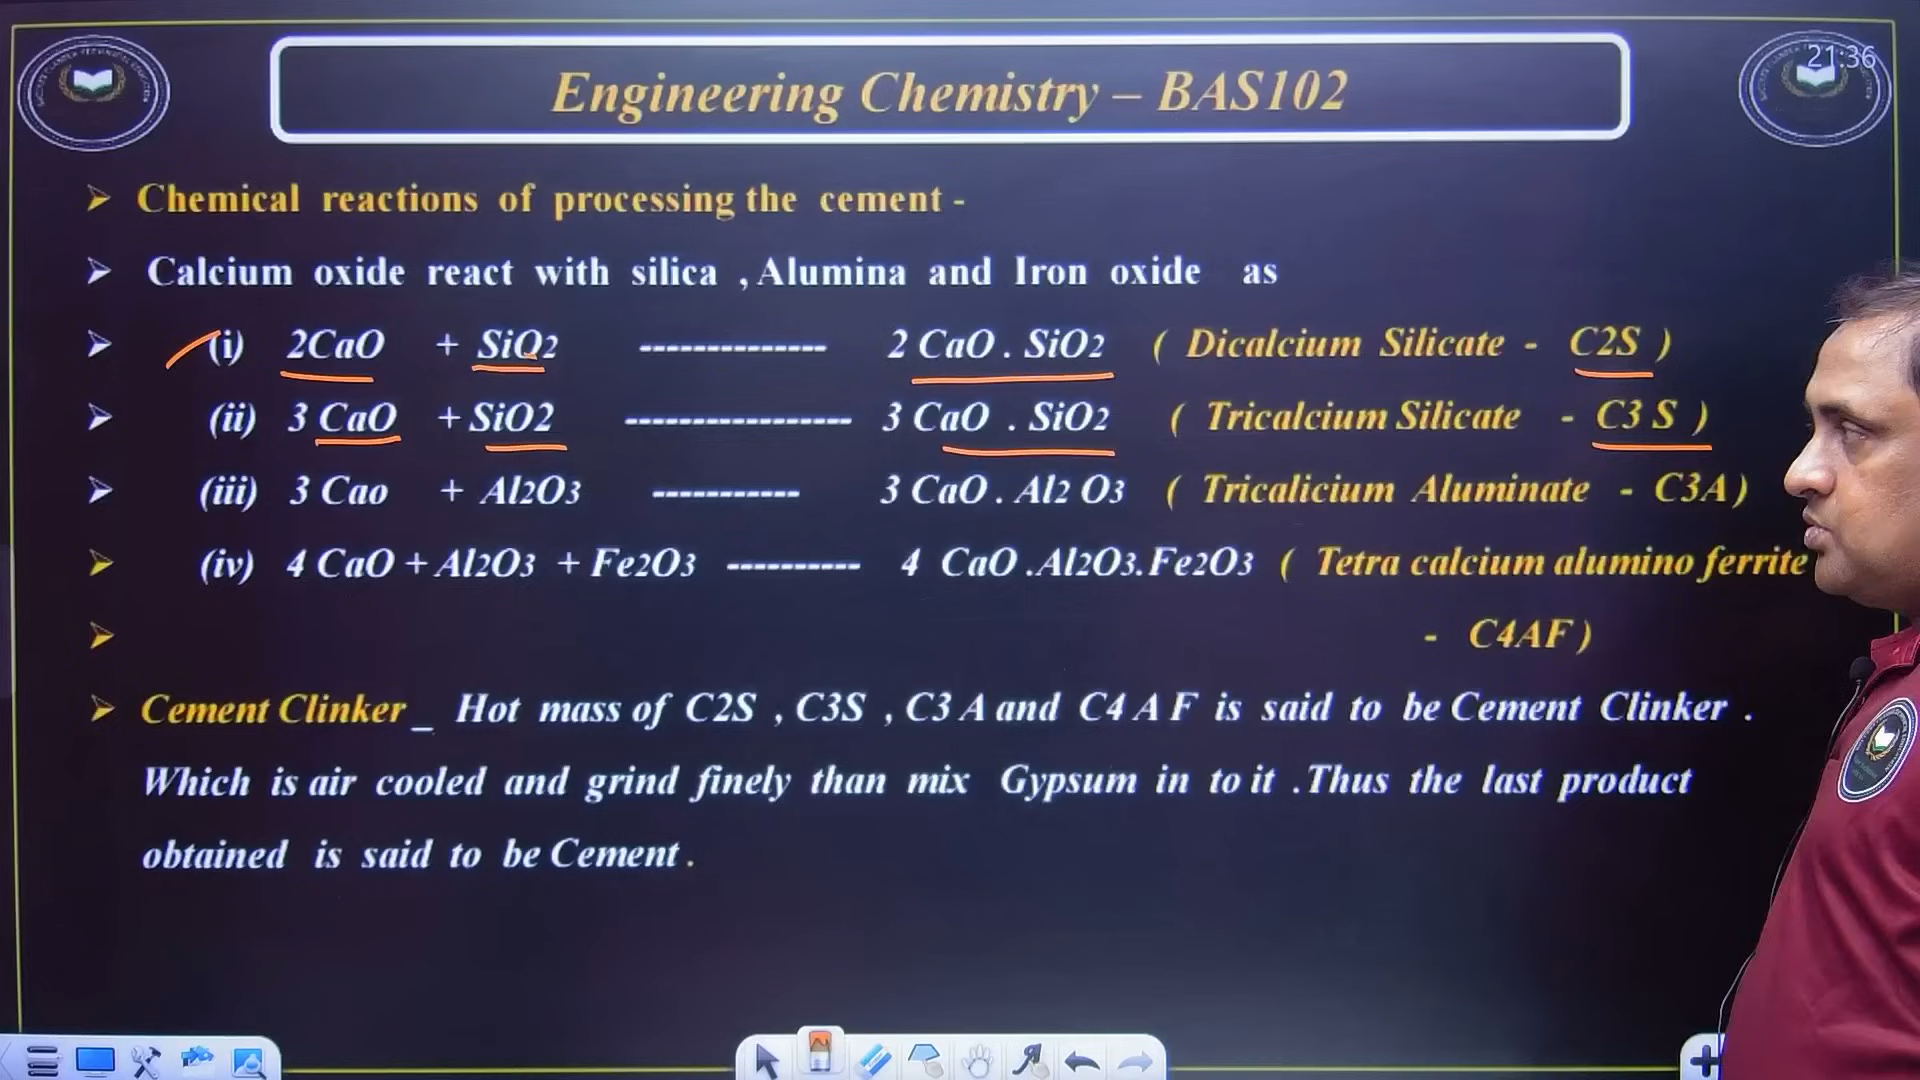 21:36
Engineering Chemistry – BAS102
Chemical reactions of processing the cement -
Calcium oxide react with silica , Alumina and Iron oxide as
(i) 2CaO + SiO2 ------------- 2 CaO . SiO2 ( Dicalcium Silicate - C2S )
(ii) 3 CaO + SiO2 ---------------- 3 CaO . SiO2 ( Tricalcium Silicate - C3 S )
(iii) 3 Cao + Al2O3 ----------- 3 CaO . Al2 O3 ( Tricalicium Aluminate - C3A )
(iv) 4 CaO + Al2O3 + Fe2O3 ---------- 4 CaO .Al2O3.Fe2O3 ( Tetra calcium alumino ferrite
- C4AF )
Cement Clinker _ Hot mass of C2S , C3S , C3 A and C4 A F is said to be Cement Clinker .
Which is air cooled and grind finely than mix Gypsum in to it . Thus the last product
obtained is said to be Cement .